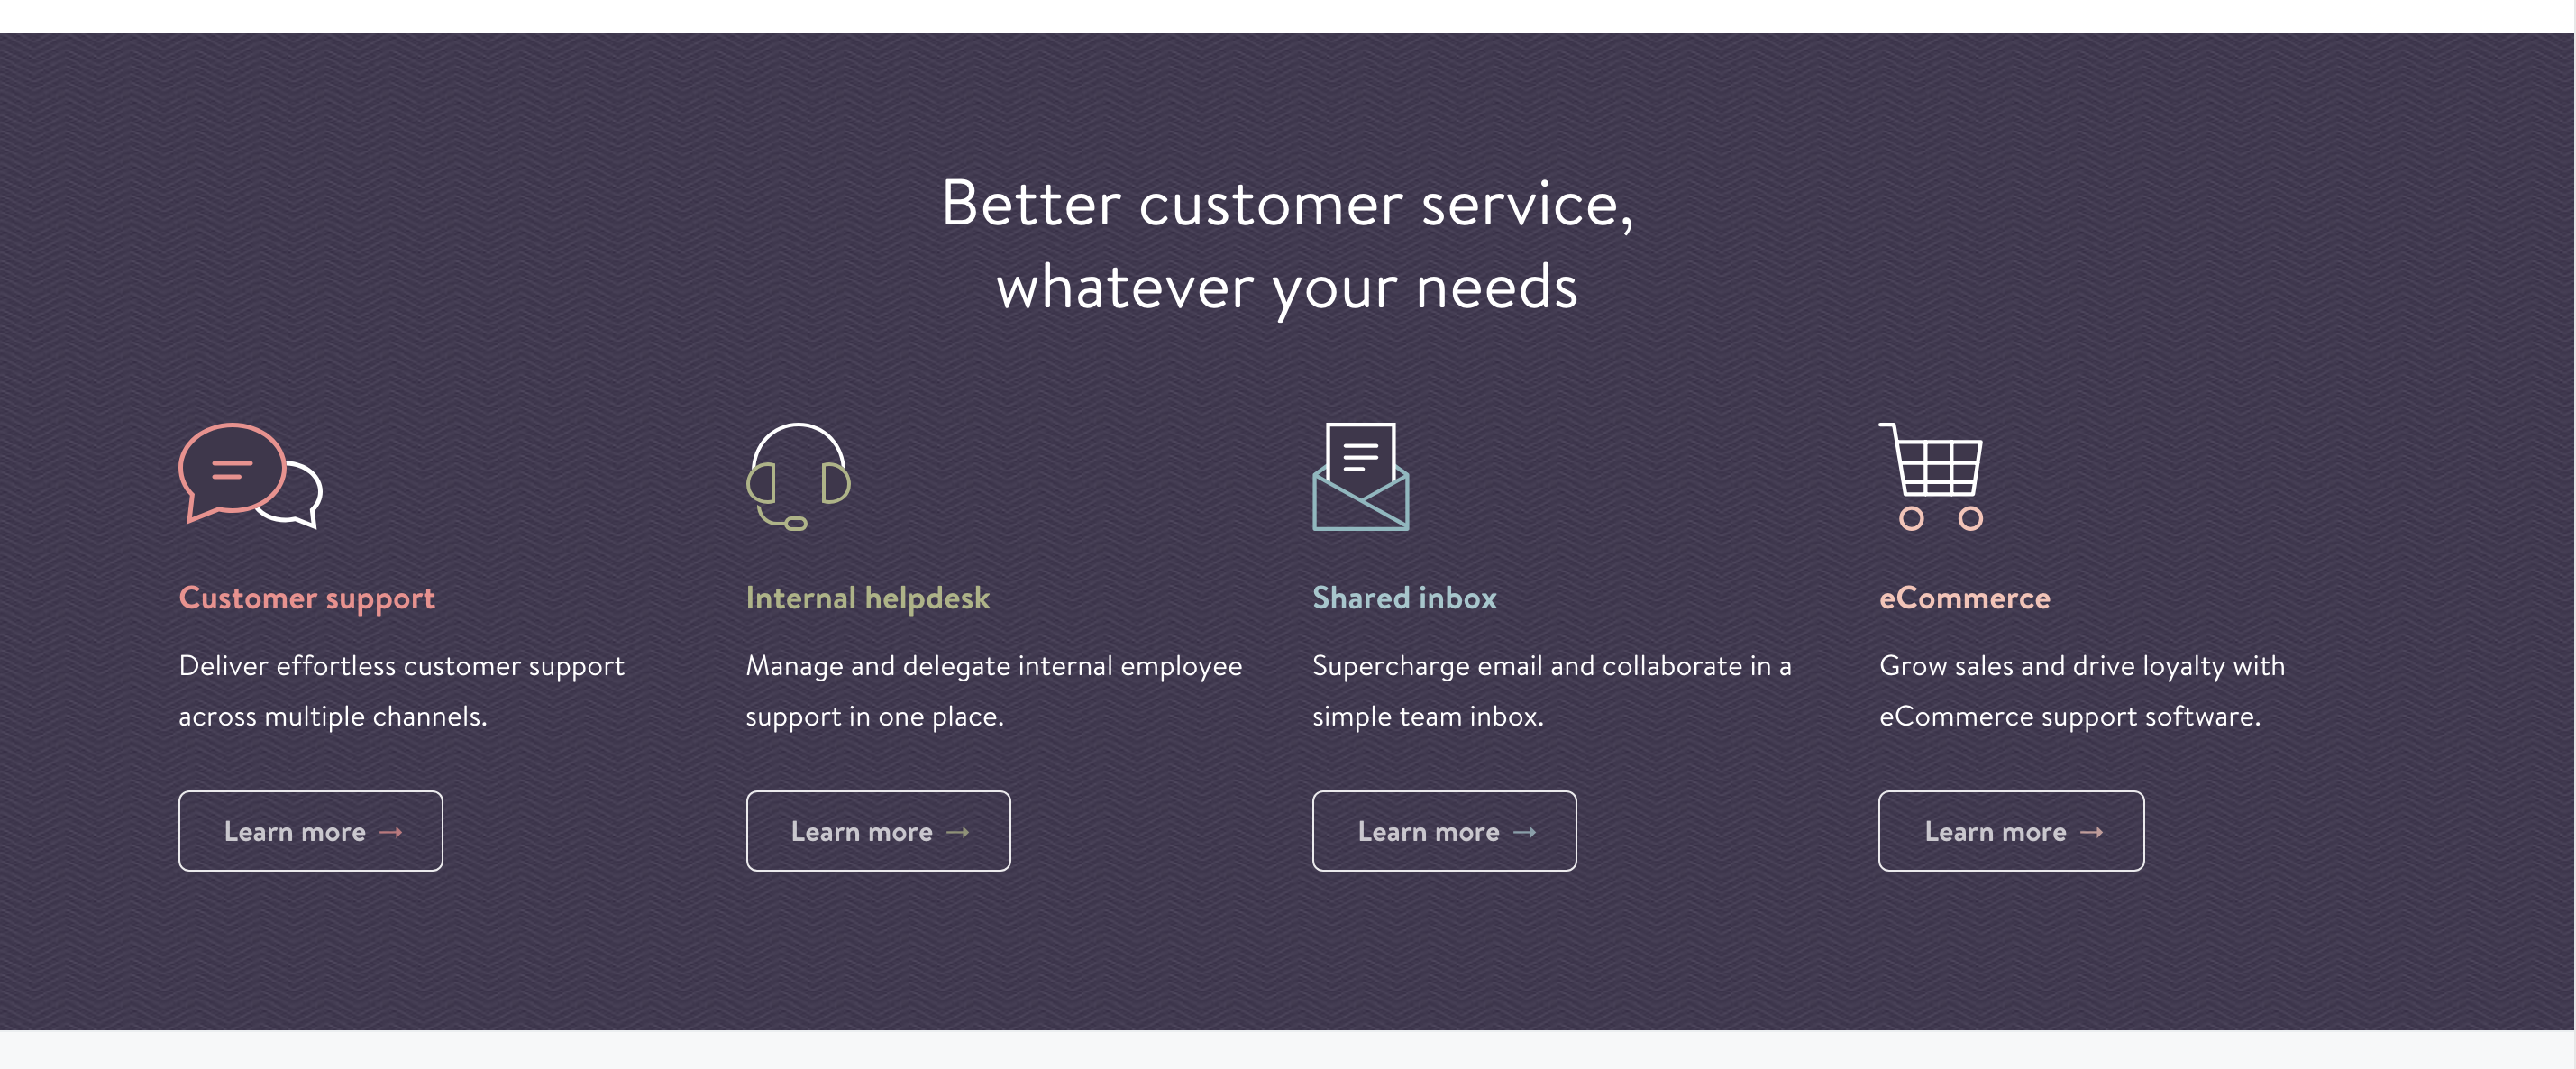 Better customer service,
whatever your needs
Customer support
Deliver effortless customer support
across multiple channels.
Learn more →
Internal helpdesk
Manage and delegate internal employee
support in one place.
Learn more →
Shared inbox
Supercharge email and collaborate in a
simple team inbox.
Learn more →
eCommerce
Grow sales and drive loyalty with
eCommerce support software.
Learn more →